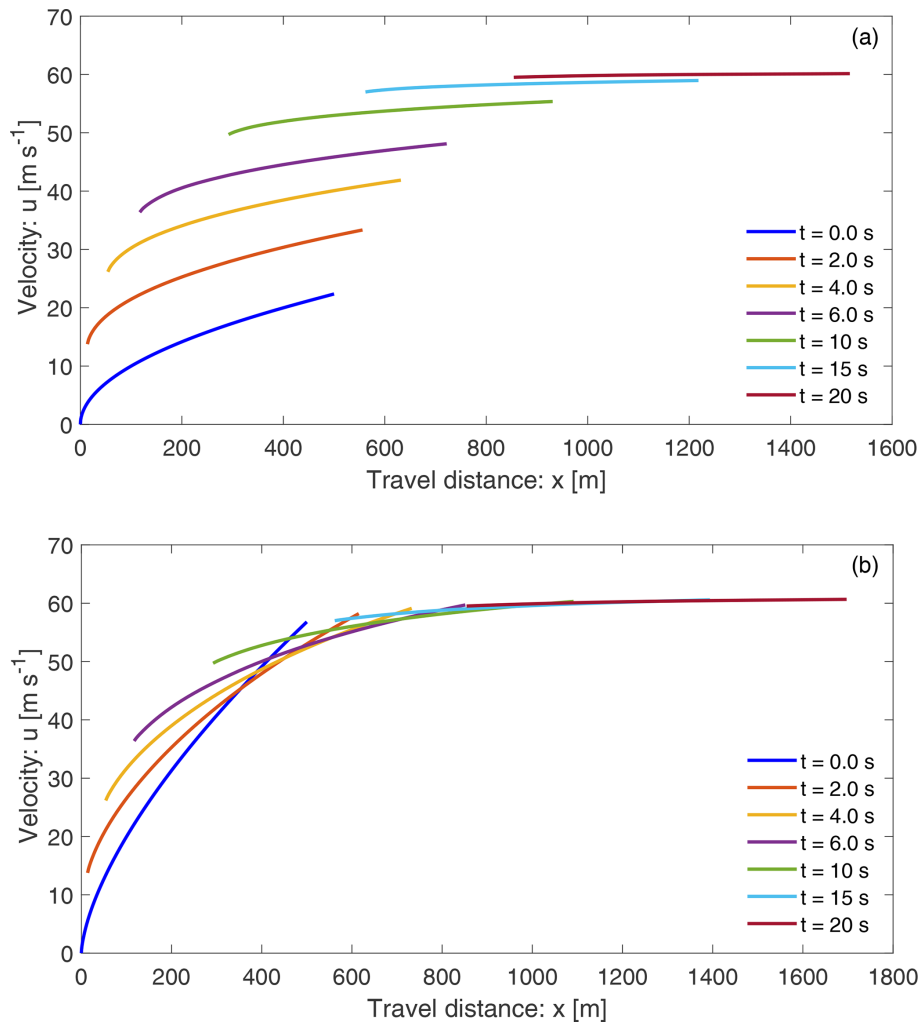 (a)
70
60
50
40
30
20
10
0
Velocity: u [m s⁻¹]
t = 0.0 s
t = 2.0 s
t = 4.0 s
t = 6.0 s
t = 10 s
t = 15 s
t = 20 s
0 200 400 600 800 1000 1200 1400 1600
Travel distance: x [m]
(b)
70
60
50
40
30
20
10
0
Velocity: u [m s⁻¹]
t = 0.0 s
t = 2.0 s
t = 4.0 s
t = 6.0 s
t = 10 s
t = 15 s
t = 20 s
0 200 400 600 800 1000 1200 1400 1600 1800
Travel distance: x [m]